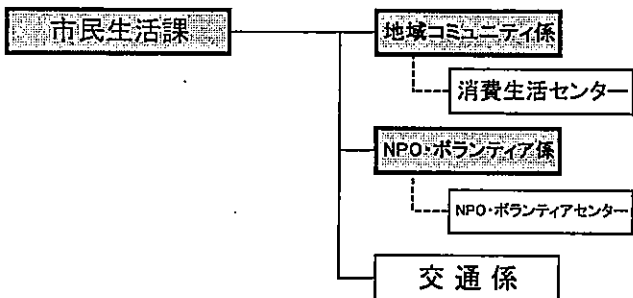 市民生活課
地域コミュニティ係
消費生活センター
NPO・ボランティア係
NPO・ボランティアセンター
交通係